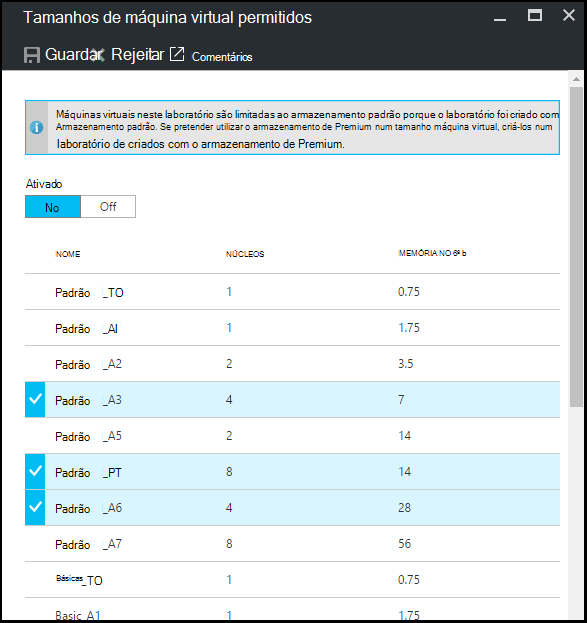 Tamanhos de máquina virtual permitidos
Guardar Rejeitar Comentários
Máquinas virtuais neste laboratório são limitadas ao armazenamento padrão porque o laboratório foi criado com
Armazenamento padrão. Se pretender utilizar o armazenamento de Premium num tamanho máquina virtual, criá-los num
laboratório de criados com o armazenamento de Premium.
Ativado
No Off
NOME NÚCLEOS MEMÓRIA NO 6ª b
Padrão _TO 1 0.75
Padrão _AI 1 1.75
Padrão _A2 2 3.5
Padrão _A3 4 7
Padrão _A5 2 14
Padrão _PT 8 14
Padrão _A6 4 28
Padrão _A7 8 56
Básicas_TO 1 0.75
Basic_A1 1 1.75